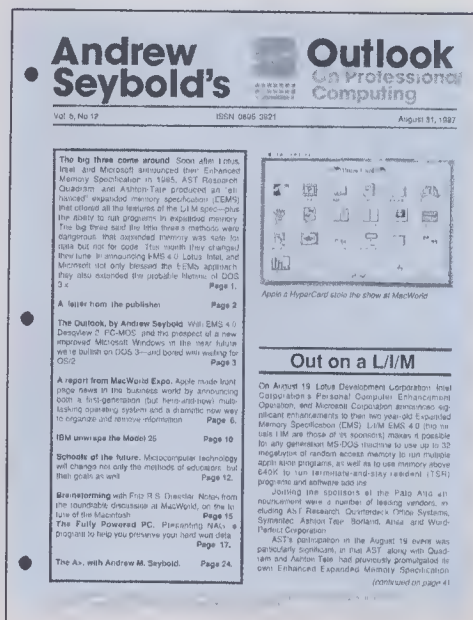 Andrew
Seybold's
Outlook
On Professional
Computing
Vol. 5, No 12
ISSN 0895 3821
August 31, 1987
The big three come around Soon after Lotus,
Intel and Microsoft announced their Enhanced
Memory Specification in 1985, AST Research
Quadram and Ashton-Tate produced an "en-
hanced" expanded memory specification (EEMS)
that offered all the features of the L/I/M spec—plus
the ability to run programs in expanded memory.
The big three said the little three's methods were
dangerous that expanded memory was safe for
data but not for code. This month they changed
their tune. In announcing EMS 4.0 Lotus Intel, and
Microsoft not only blessed the EEMS approach
they also extended the probable lifetime of DOS
3.x Page 1.
A letter from the publisher Page 2
The Outlook, by Andrew Seybold With EMS 4.0
Desqview 2, PC-MOS and the prospect of a new
improved Microsoft Windows in the near future
we're bullish on DOS 3—and bored with waiting for
OS/2 Page 3
A report from MacWorld Expo. Apple made front
page news in the business world by announcing
both a first-generation (but here-and-now) multi-
tasking operating system and a dramatic new way
to organize and remember information Page 6.
IBM unwraps the Model 25 Page 10
Schools of the future. Microcomputer technology
will change not only the methods of educators but
their goals as well Page 12.
Brainstorming with Eric R.S. Drexler. Notes from
the roundtable discussion at MacWorld, on the fu-
ture of the Macintosh Page 15
The Fully Powered PC. Presenting a
program to help you preserve your hard won data
Page 17.
The A>, with Andrew M. Seybold. Page 24.
Apple's HyperCard stole the show at MacWorld
Out on a L/I/M
On August 19 Lotus Development Corporation Intel
Corporation's Personal Computer Enhancement
Operation, and Microsoft Corporation announced sig-
nificant enhancements to their two year-old Expanded
Memory Specification (EMS). L/I/M EMS 4.0 (the ini-
tials LIM are those of its sponsors) makes it possible
for any generation MS-DOS machine to use up to 32
megabytes of random access memory to run multiple
application programs, as well as to use memory above
640K to run terminate-and-stay resident (TSR)
programs and software add ins
Joining the sponsors of the Palo Alto an-
nouncement were a number of leading vendors, in-
cluding AST Research Quarterdeck Office Systems,
Symantec Ashton Tate Borland, Ansa and Word-
Perfect Corporation
AST's participation in the August 19 event was
particularly significant, in that AST along with Quad-
ram and Ashton Tate had previously promulgated its
own Enhanced Expanded Memory Specification
(continued on page 4)